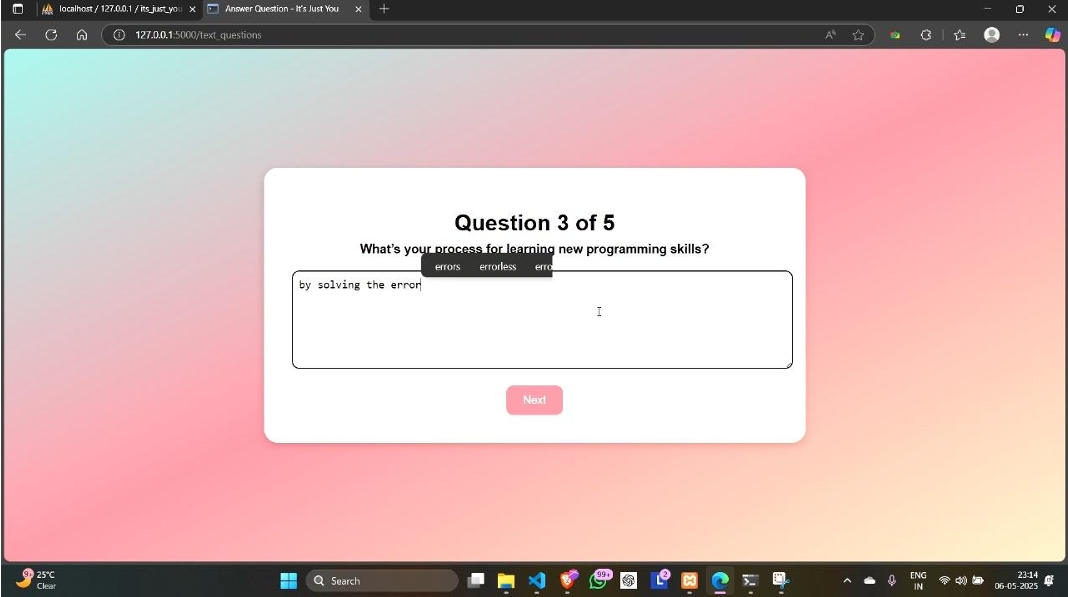 localhost / 127.0.0.1 / its_just_you
Answer Question - It's Just You
127.0.0.1:5000/text_questions
Question 3 of 5
What's your process for learning new programming skills?
errors errorless erro
by solving the error
Next
25°C
Clear
Search
99+
2
ENG
IN
23:14
06-05-2025